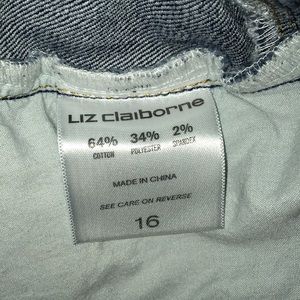 LIZ CLAIBORNE
64% 34% 2%
COTTON POLYESTER SPANDEX
MADE IN CHINA
SEE CARE ON REVERSE
16